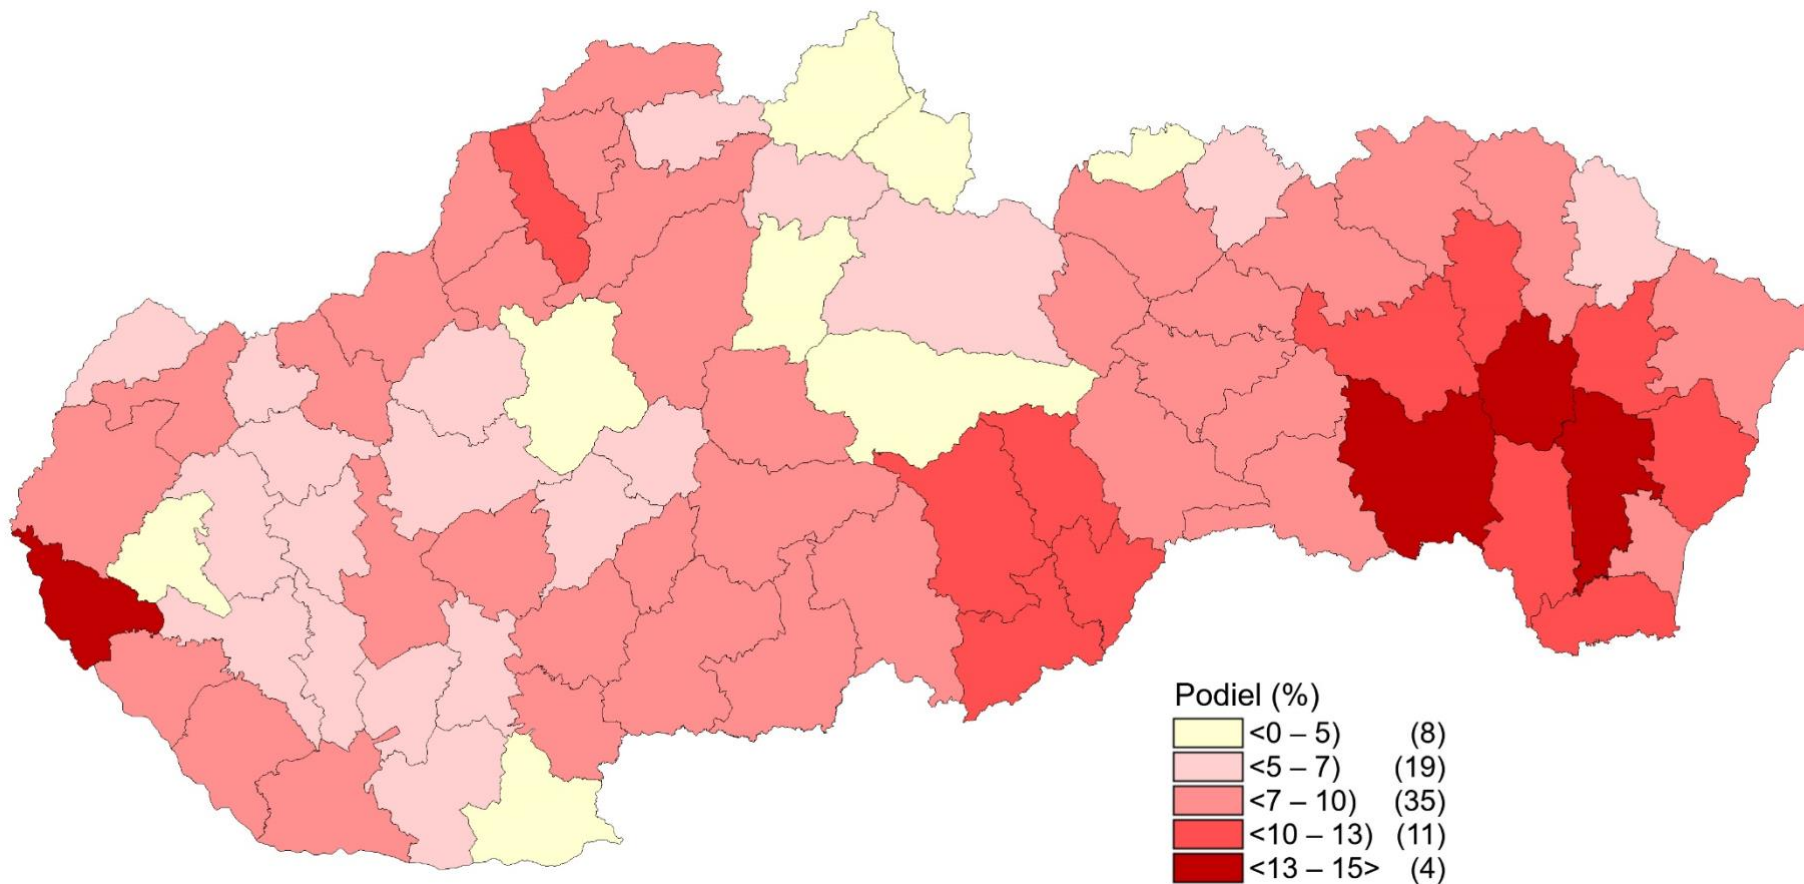 Podiel (%)
<0 – 5) (8)
<5 – 7) (19)
<7 – 10) (35)
<10 – 13) (11)
<13 – 15> (4)